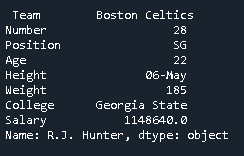 Team Boston Celtics
Number 28
Position SG
Age 22
Height 06-May
Weight 185
College Georgia State
Salary 1148640.0
Name: R.J. Hunter, dtype: object